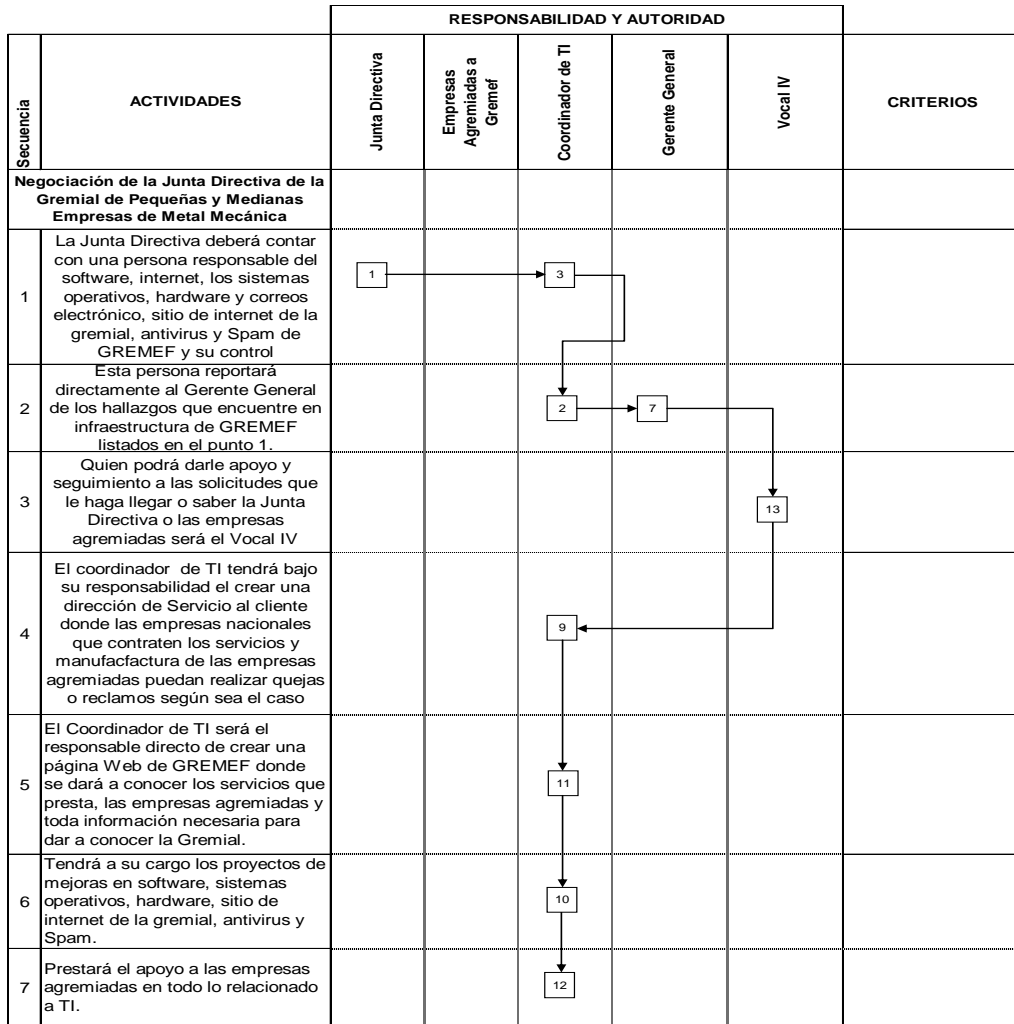 RESPONSABILIDAD Y AUTORIDAD
Secuencia
ACTIVIDADES
Junta Directiva
Empresas
Agremiadas a
Gremef
Coordinador de TI
Gerente General
Vocal IV
CRITERIOS
Negociación de la Junta Directiva de la
Gremial de Pequeñas y Medianas
Empresas de Metal Mecánica
1
La Junta Directiva deberá contar
con una persona responsable del
software, internet, los sistemas
operativos, hardware y correos
electrónico, sitio de internet de la
gremial, antivirus y Spam de
GREMEF y su control
1
3
2
Esta persona reportará
directamente al Gerente General
de los hallazgos que encuentre en
infraestructura de GREMEF
listados en el punto 1.
2
7
3
Quien podrá darle apoyo y
seguimiento a las solicitudes que
le haga llegar o saber la Junta
Directiva o las empresas
agremiadas será el Vocal IV
13
4
El coordinador de TI tendrá bajo
su responsabilidad el crear una
dirección de Servicio al cliente
donde las empresas nacionales
que contraten los servicios y
manufacfactura de las empresas
agremiadas puedan realizar quejas
o reclamos según sea el caso
9
5
El Coordinador de TI será el
responsable directo de crear una
página Web de GREMEF donde
se dará a conocer los servicios que
presta, las empresas agremiadas y
toda información necesaria para
dar a conocer la Gremial.
11
6
Tendrá a su cargo los proyectos de
mejoras en software, sistemas
operativos, hardware, sitio de
internet de la gremial, antivirus y
Spam.
10
7
Prestará el apoyo a las empresas
agremiadas en todo lo relacionado
a TI.
12